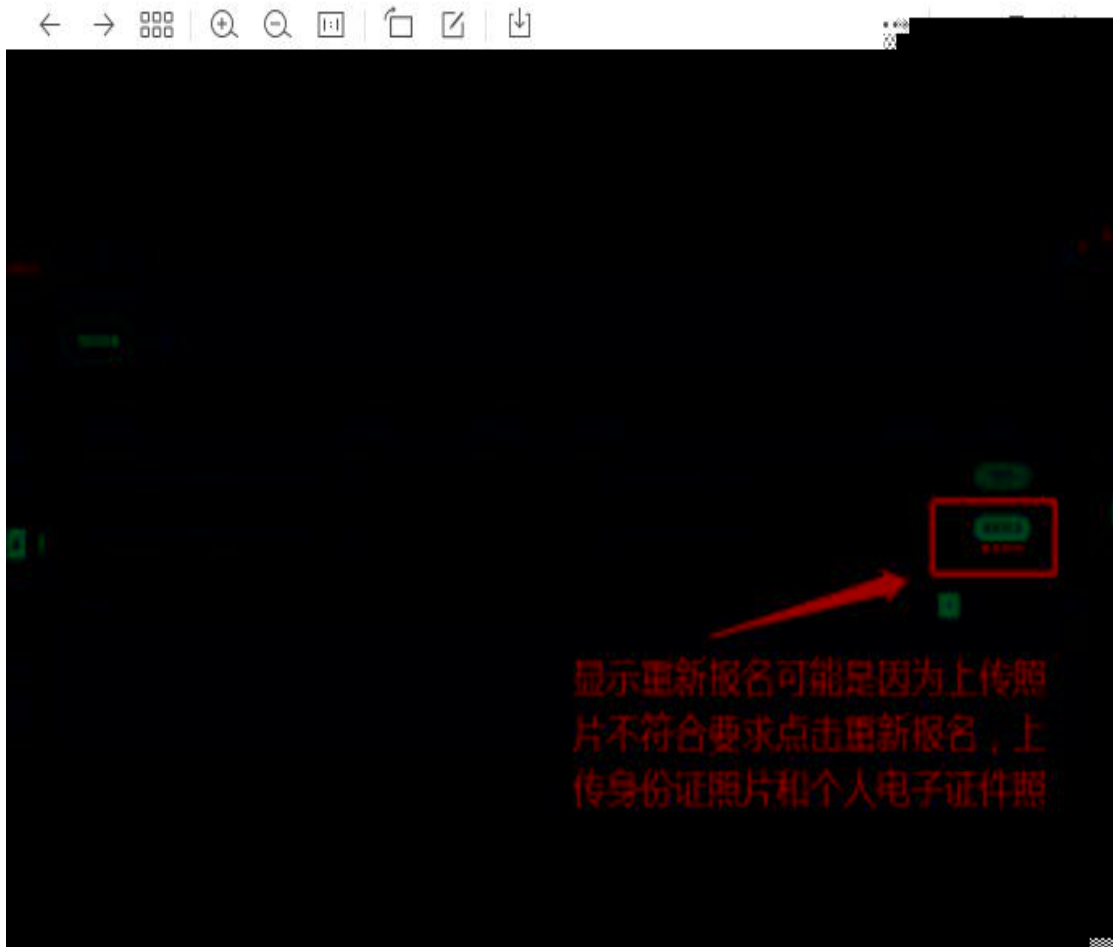 显示重新报名可能是因为上传照
片不符合要求点击重新报名，上
传身份证照片和个人电子证件照